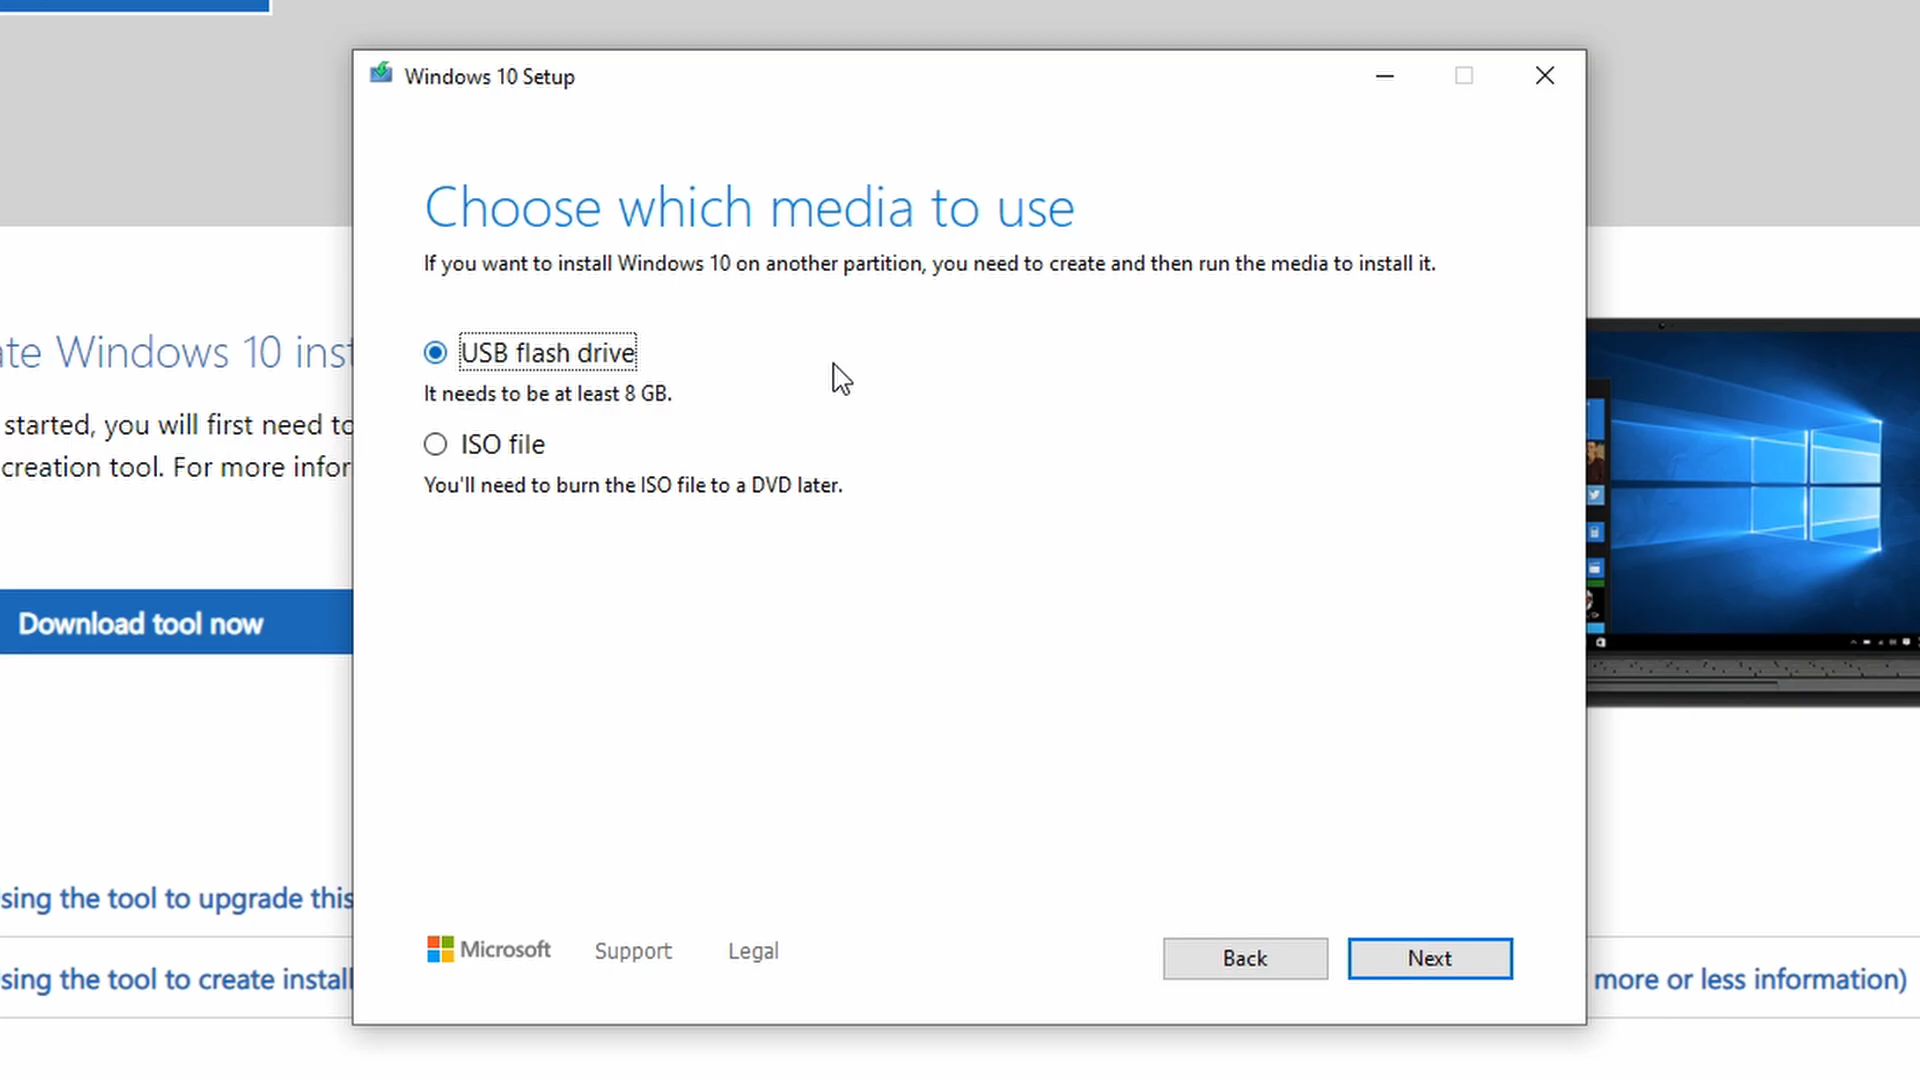 Windows 10 Setup
Choose which media to use
If you want to install Windows 10 on another partition, you need to create and then run the media to install it.
USB flash drive
It needs to be at least 8 GB.
ISO file
You'll need to burn the ISO file to a DVD later.
Microsoft Support Legal
Back Next
ate Windows 10 inst
started, you will first need to
creation tool. For more infor
Download tool now
sing the tool to upgrade this
sing the tool to create install
more or less information)